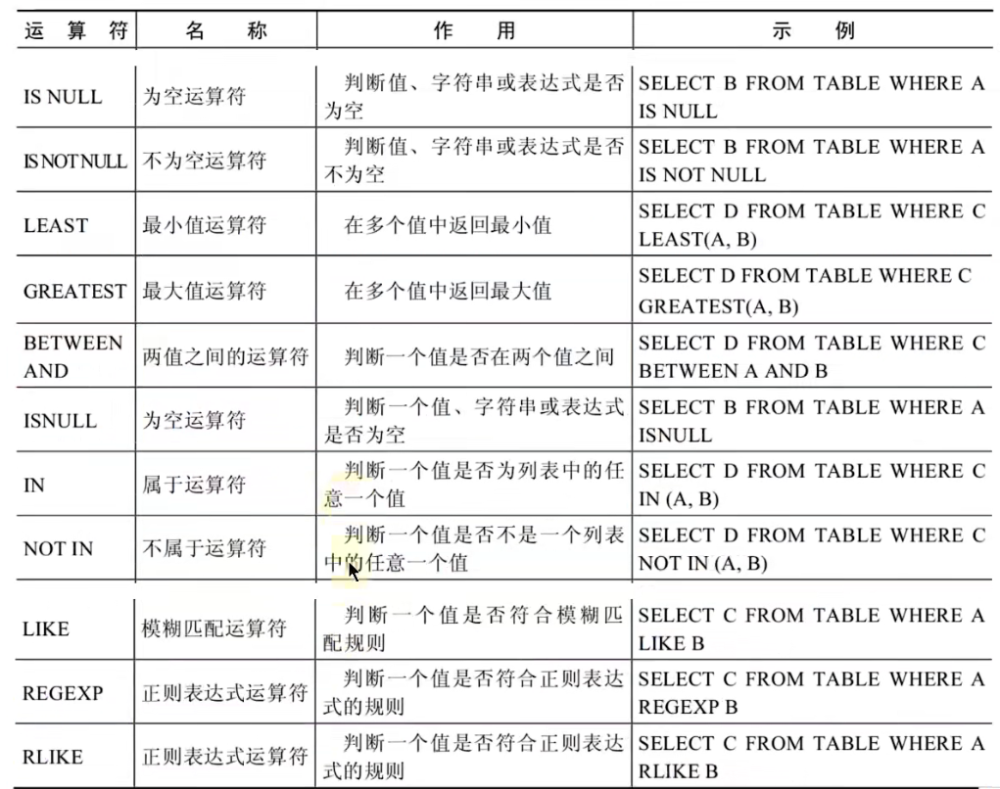 运 算 符 名 称 作 用 示 例
IS NULL 为空运算符 判断值、字符串或表达式是否为空 SELECT B FROM TABLE WHERE A IS NULL
IS NOT NULL 不为空运算符 判断值、字符串或表达式是否不为空 SELECT B FROM TABLE WHERE A IS NOT NULL
LEAST 最小值运算符 在多个值中返回最小值 SELECT D FROM TABLE WHERE C LEAST(A, B)
GREATEST 最大值运算符 在多个值中返回最大值 SELECT D FROM TABLE WHERE C GREATEST(A, B)
BETWEEN AND 两值之间的运算符 判断一个值是否在两个值之间 SELECT D FROM TABLE WHERE C BETWEEN A AND B
ISNULL 为空运算符 判断一个值、字符串或表达式是否为空 SELECT B FROM TABLE WHERE A ISNULL
IN 属于运算符 判断一个值是否为列表中的任意一个值 SELECT D FROM TABLE WHERE C IN (A, B)
NOT IN 不属于运算符 判断一个值是否不是一个列表中的任意一个值 SELECT D FROM TABLE WHERE C NOT IN (A, B)
LIKE 模糊匹配运算符 判断一个值是否符合模糊匹配规则 SELECT C FROM TABLE WHERE A LIKE B
REGEXP 正则表达式运算符 判断一个值是否符合正则表达式的规则 SELECT C FROM TABLE WHERE A REGEXP B
RLIKE 正则表达式运算符 判断一个值是否符合正则表达式的规则 SELECT C FROM TABLE WHERE A RLIKE B